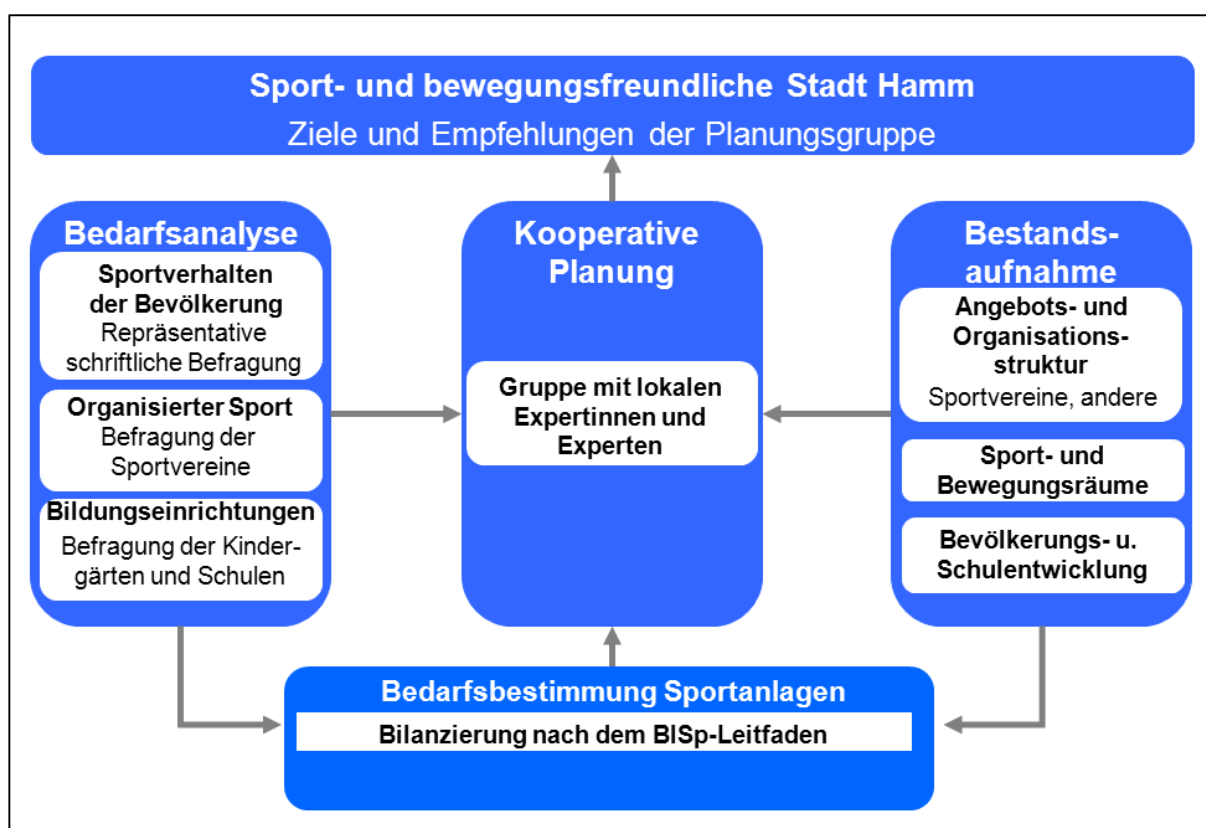 Sport- und bewegungsfreundliche Stadt Hamm
Ziele und Empfehlungen der Planungsgruppe
Bedarfsanalyse
Sportverhalten
der Bevölkerung
Repräsentative
schriftliche Befragung
Organisierter Sport
Befragung der
Sportvereine
Bildungseinrichtungen
Befragung der Kinder-
gärten und Schulen
Kooperative
Planung
Gruppe mit lokalen
Expertinnen und
Experten
Bestands-
aufnahme
Angebots- und
Organisations-
struktur
Sportvereine, andere
Sport- und
Bewegungsräume
Bevölkerungs- u.
Schulentwicklung
Bedarfsbestimmung Sportanlagen
Bilanzierung nach dem BISp-Leitfaden